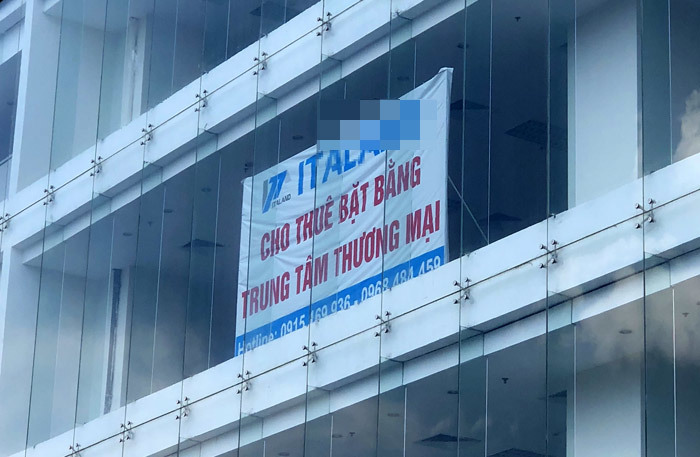 ITALAND
CHO THUÊ BẶT BẰNG
TRUNG TÂM THƯƠNG MẠI
Hotline: 0915.469.936 - 0968.484.459